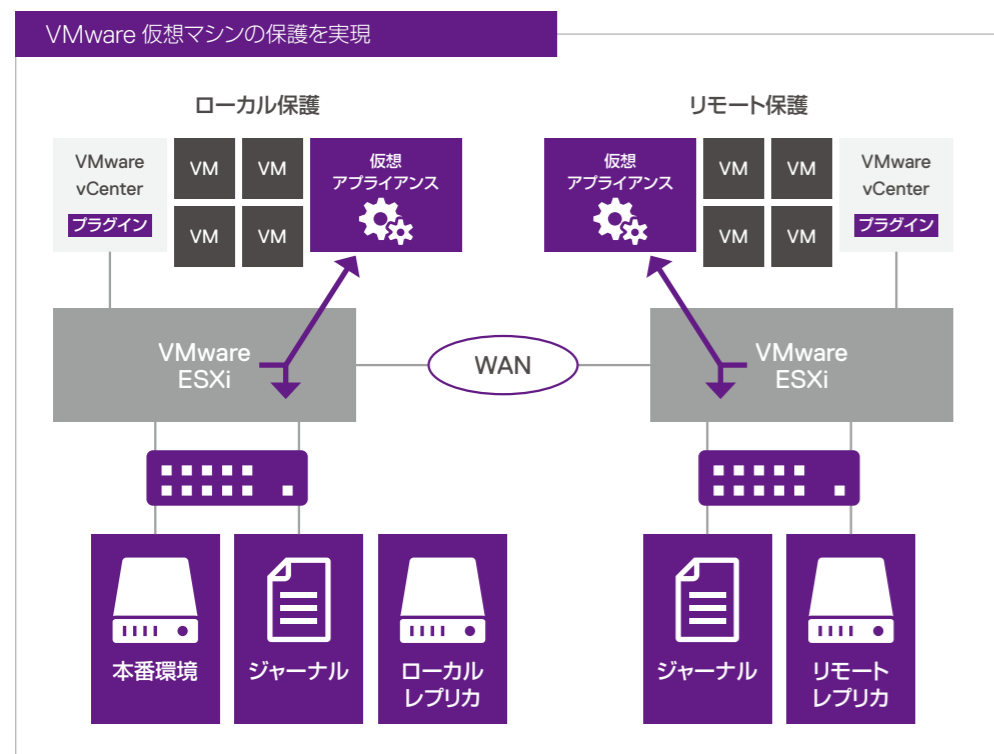 VMware 仮想マシンの保護を実現
ローカル保護
VMware
vCenter
プラグイン
VM
VM
VM
VM
仮想
アプライアンス
VMware
ESXi
WAN
本番環境
ジャーナル
ローカル
レプリカ
リモート保護
仮想
アプライアンス
VM
VM
VM
VM
VMware
vCenter
プラグイン
VMware
ESXi
ジャーナル
リモート
レプリカ